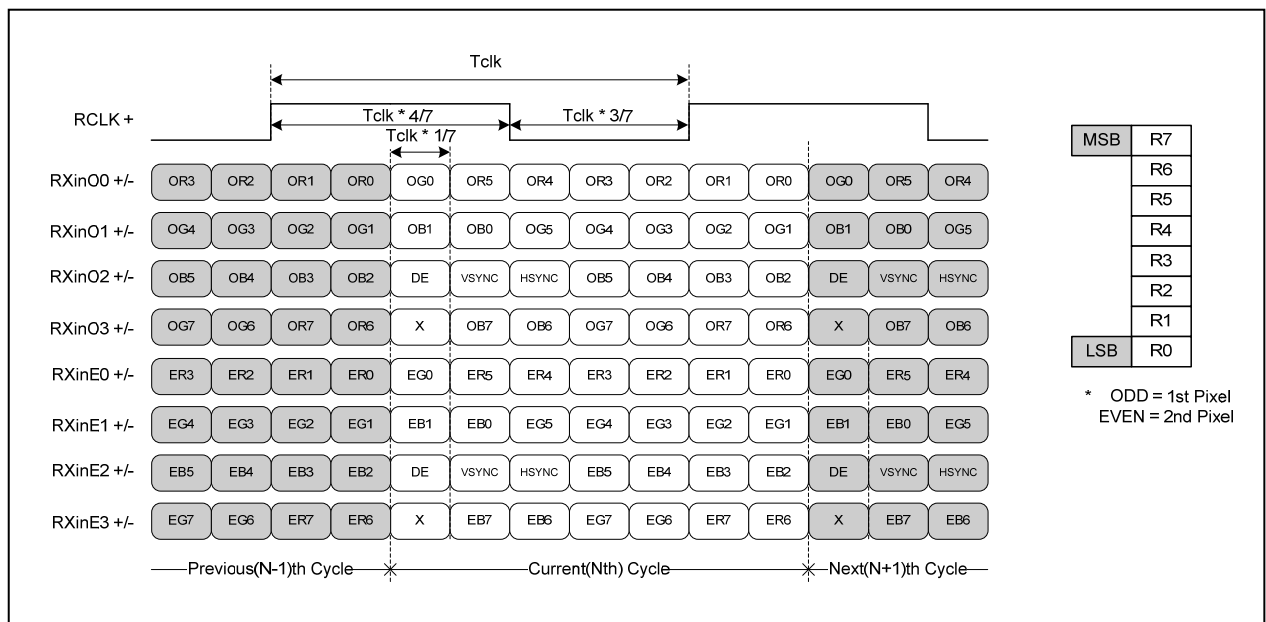 Tclk
RCLK +
Tclk * 4/7
Tclk * 3/7
Tclk * 1/7
RXinO0 +/- OR3 OR2 OR1 OR0 OG0 OR5 OR4 OR3 OR2 OR1 OR0 OG0 OR5 OR4
RXinO1 +/- OG4 OG3 OG2 OG1 OB1 OB0 OG5 OG4 OG3 OG2 OG1 OB1 OB0 OG5
RXinO2 +/- OB5 OB4 OB3 OB2 DE VSYNC HSYNC OB5 OB4 OB3 OB2 DE VSYNC HSYNC
RXinO3 +/- OG7 OG6 OR7 OR6 X OB7 OB6 OG7 OG6 OR7 OR6 X OB7 OB6
RXinE0 +/- ER3 ER2 ER1 ER0 EG0 ER5 ER4 ER3 ER2 ER1 ER0 EG0 ER5 ER4
RXinE1 +/- EG4 EG3 EG2 EG1 EB1 EB0 EG5 EG4 EG3 EG2 EG1 EB1 EB0 EG5
RXinE2 +/- EB5 EB4 EB3 EB2 DE VSYNC HSYNC EB5 EB4 EB3 EB2 DE VSYNC HSYNC
RXinE3 +/- EG7 EG6 ER7 ER6 X EB7 EB6 EG7 EG6 ER7 ER6 X EB7 EB6
Previous(N-1)th Cycle
Current(Nth) Cycle
Next(N+1)th Cycle
MSB R7
R6
R5
R4
R3
R2
R1
LSB R0
* ODD = 1st Pixel
EVEN = 2nd Pixel